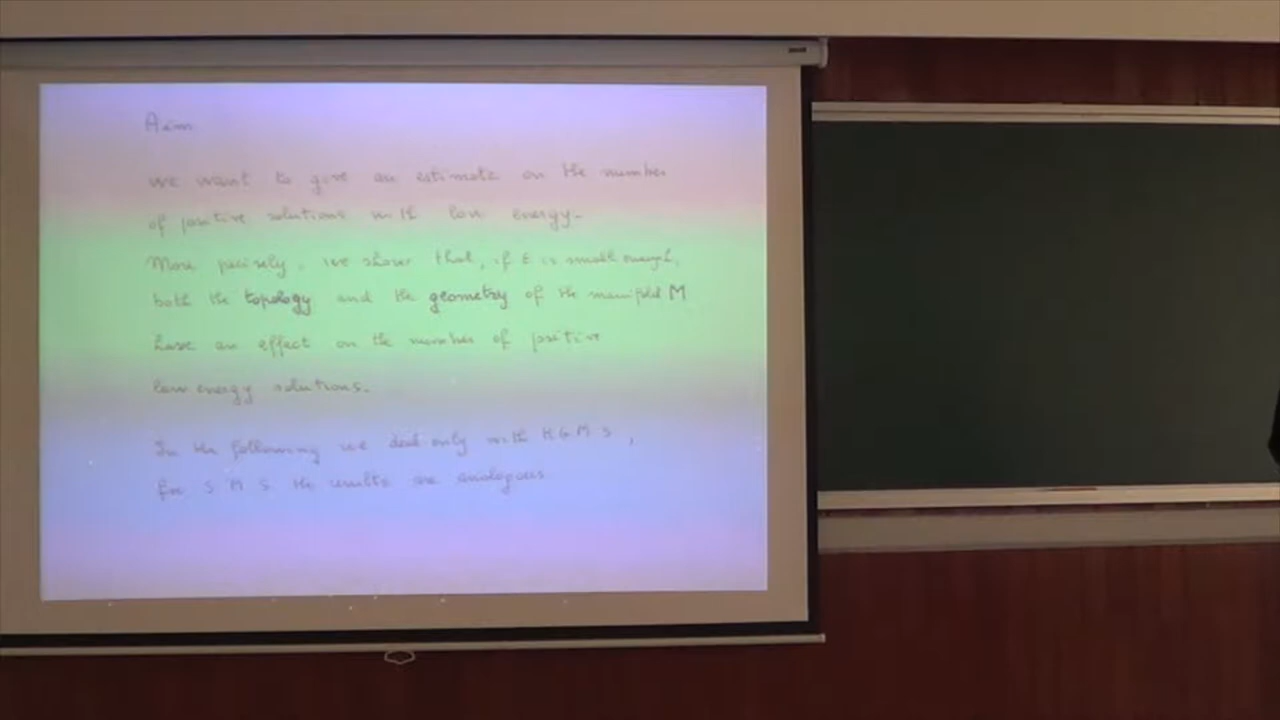 Aim
We want to give an estimate on the number
of positive solutions with low energy.
More precisely, we show that, if ε is small enough,
both the topology and the geometry of the manifold M
have an effect on the number of positive
low energy solutions.
In the following we deal only with KGMS,
for SMS the results are analogous